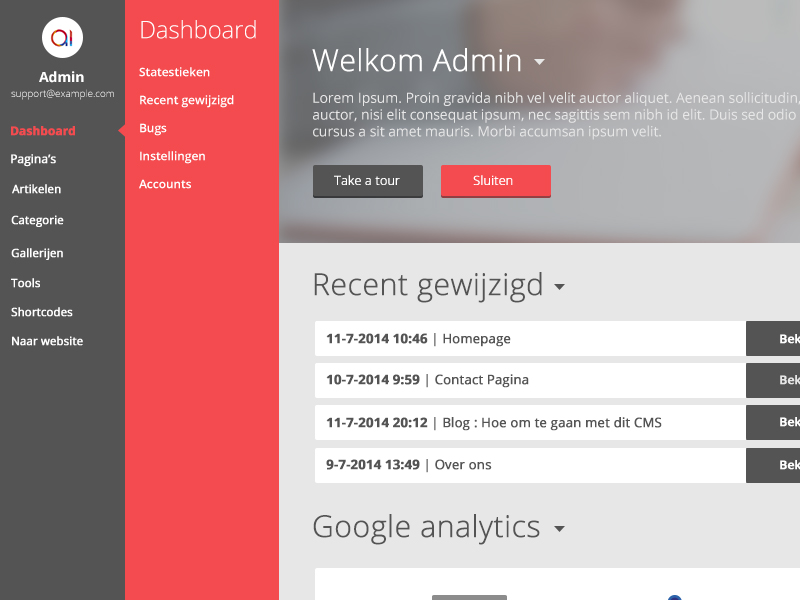 ai
Admin
support@example.com
Dashboard
Pagina's
Artikelen
Categorie
Gallerijen
Tools
Shortcodes
Naar website
Dashboard
Statestieken
Recent gewijzigd
Bugs
Instellingen
Accounts
Welkom Admin
Lorem Ipsum. Proin gravida nibh vel velit auctor aliquet. Aenean sollicitudin,
auctor, nisi elit consequat ipsum, nec sagittis sem nibh id elit. Duis sed odio
cursus a sit amet mauris. Morbi accumsan ipsum velit.
Take a tour
Sluiten
Recent gewijzigd
11-7-2014 10:46 | Homepage
Bek
10-7-2014 9:59 | Contact Pagina
Bek
11-7-2014 20:12 | Blog : Hoe om te gaan met dit CMS
Bek
9-7-2014 13:49 | Over ons
Bek
Google analytics